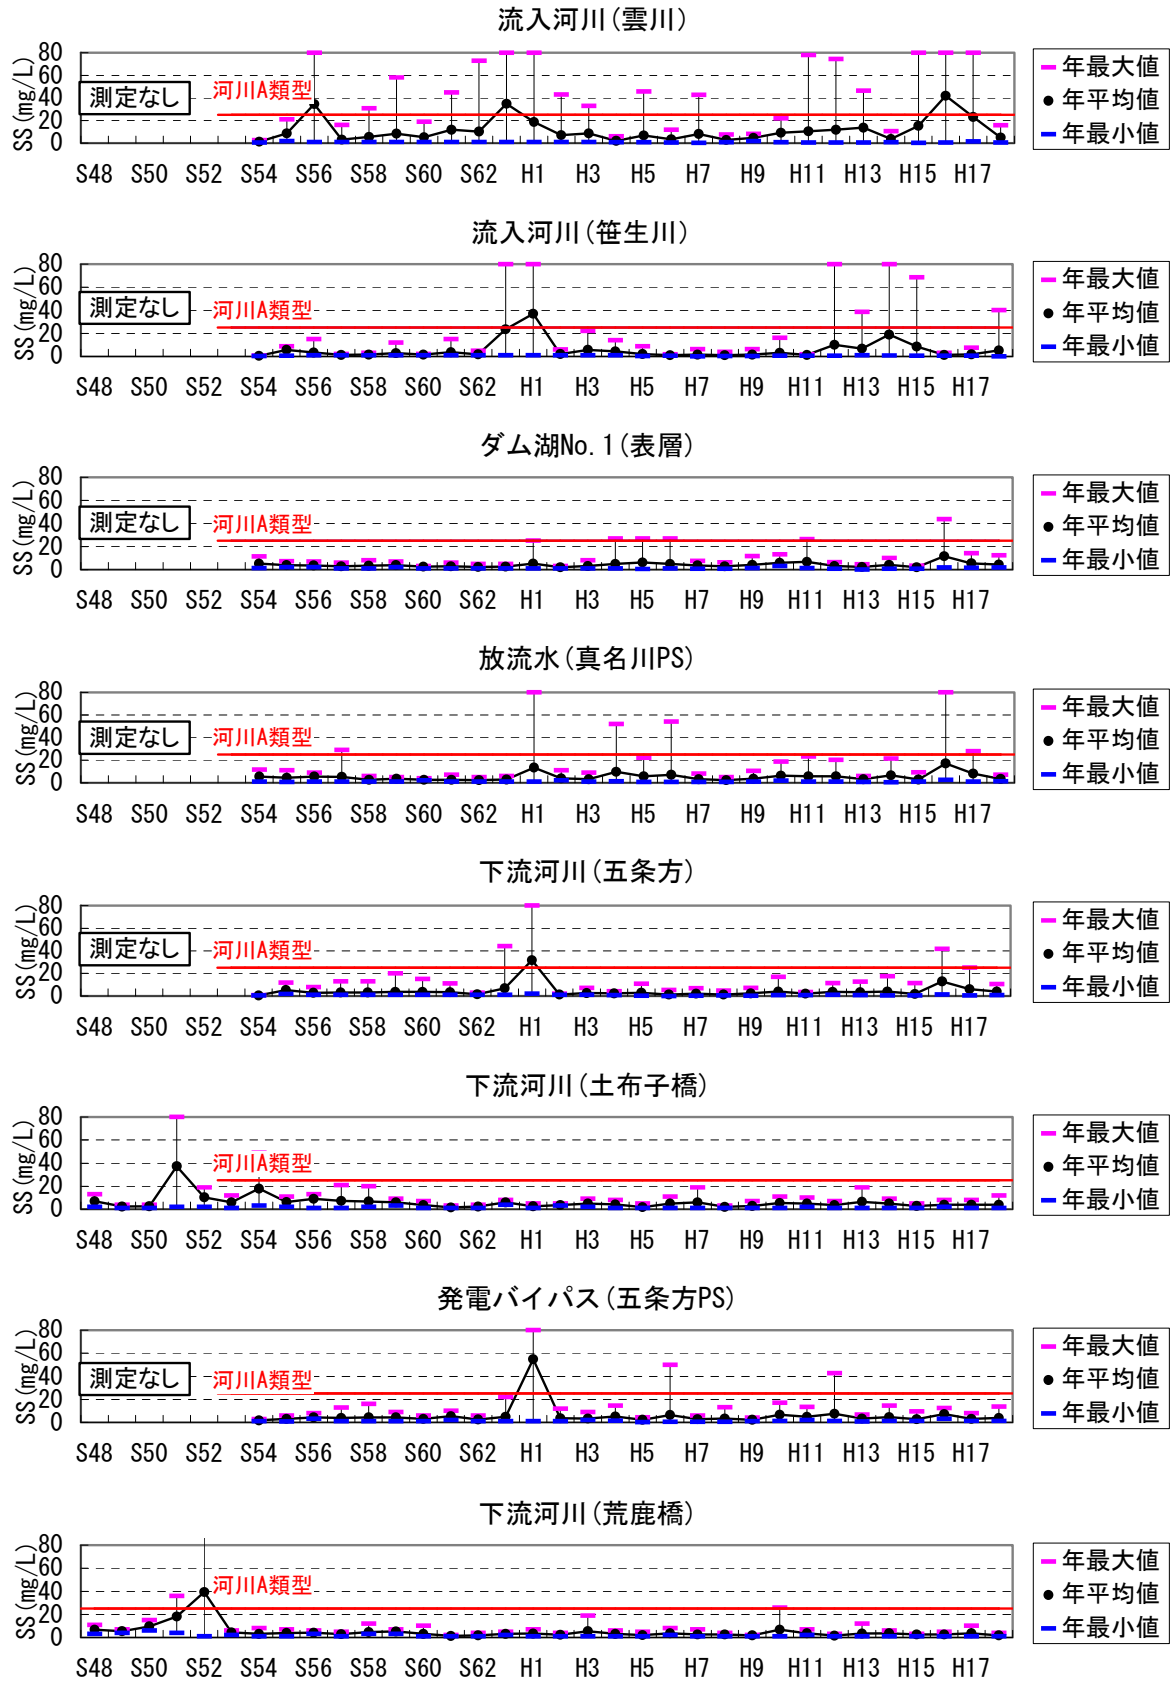 流入河川(雲川)
SS(mg/L)
80
60
40
20
0
測定なし
河川A類型
S48 S50 S52 S54 S56 S58 S60 S62 H1 H3 H5 H7 H9 H11 H13 H15 H17
年最大値
年平均値
年最小値
流入河川(笹生川)
SS(mg/L)
80
60
40
20
0
測定なし
河川A類型
S48 S50 S52 S54 S56 S58 S60 S62 H1 H3 H5 H7 H9 H11 H13 H15 H17
年最大値
年平均値
年最小値
ダム湖No.1(表層)
SS(mg/L)
80
60
40
20
0
測定なし
河川A類型
S48 S50 S52 S54 S56 S58 S60 S62 H1 H3 H5 H7 H9 H11 H13 H15 H17
年最大値
年平均値
年最小値
放流水(真名川PS)
SS(mg/L)
80
60
40
20
0
測定なし
河川A類型
S48 S50 S52 S54 S56 S58 S60 S62 H1 H3 H5 H7 H9 H11 H13 H15 H17
年最大値
年平均値
年最小値
下流河川(五条方)
SS(mg/L)
80
60
40
20
0
測定なし
河川A類型
S48 S50 S52 S54 S56 S58 S60 S62 H1 H3 H5 H7 H9 H11 H13 H15 H17
年最大値
年平均値
年最小値
下流河川(土布子橋)
SS(mg/L)
80
60
40
20
0
河川A類型
S48 S50 S52 S54 S56 S58 S60 S62 H1 H3 H5 H7 H9 H11 H13 H15 H17
年最大値
年平均値
年最小値
発電バイパス(五条方PS)
SS(mg/L)
80
60
40
20
0
測定なし
河川A類型
S48 S50 S52 S54 S56 S58 S60 S62 H1 H3 H5 H7 H9 H11 H13 H15 H17
年最大値
年平均値
年最小値
下流河川(荒鹿橋)
SS(mg/L)
80
60
40
20
0
河川A類型
S48 S50 S52 S54 S56 S58 S60 S62 H1 H3 H5 H7 H9 H11 H13 H15 H17
年最大値
年平均値
年最小値